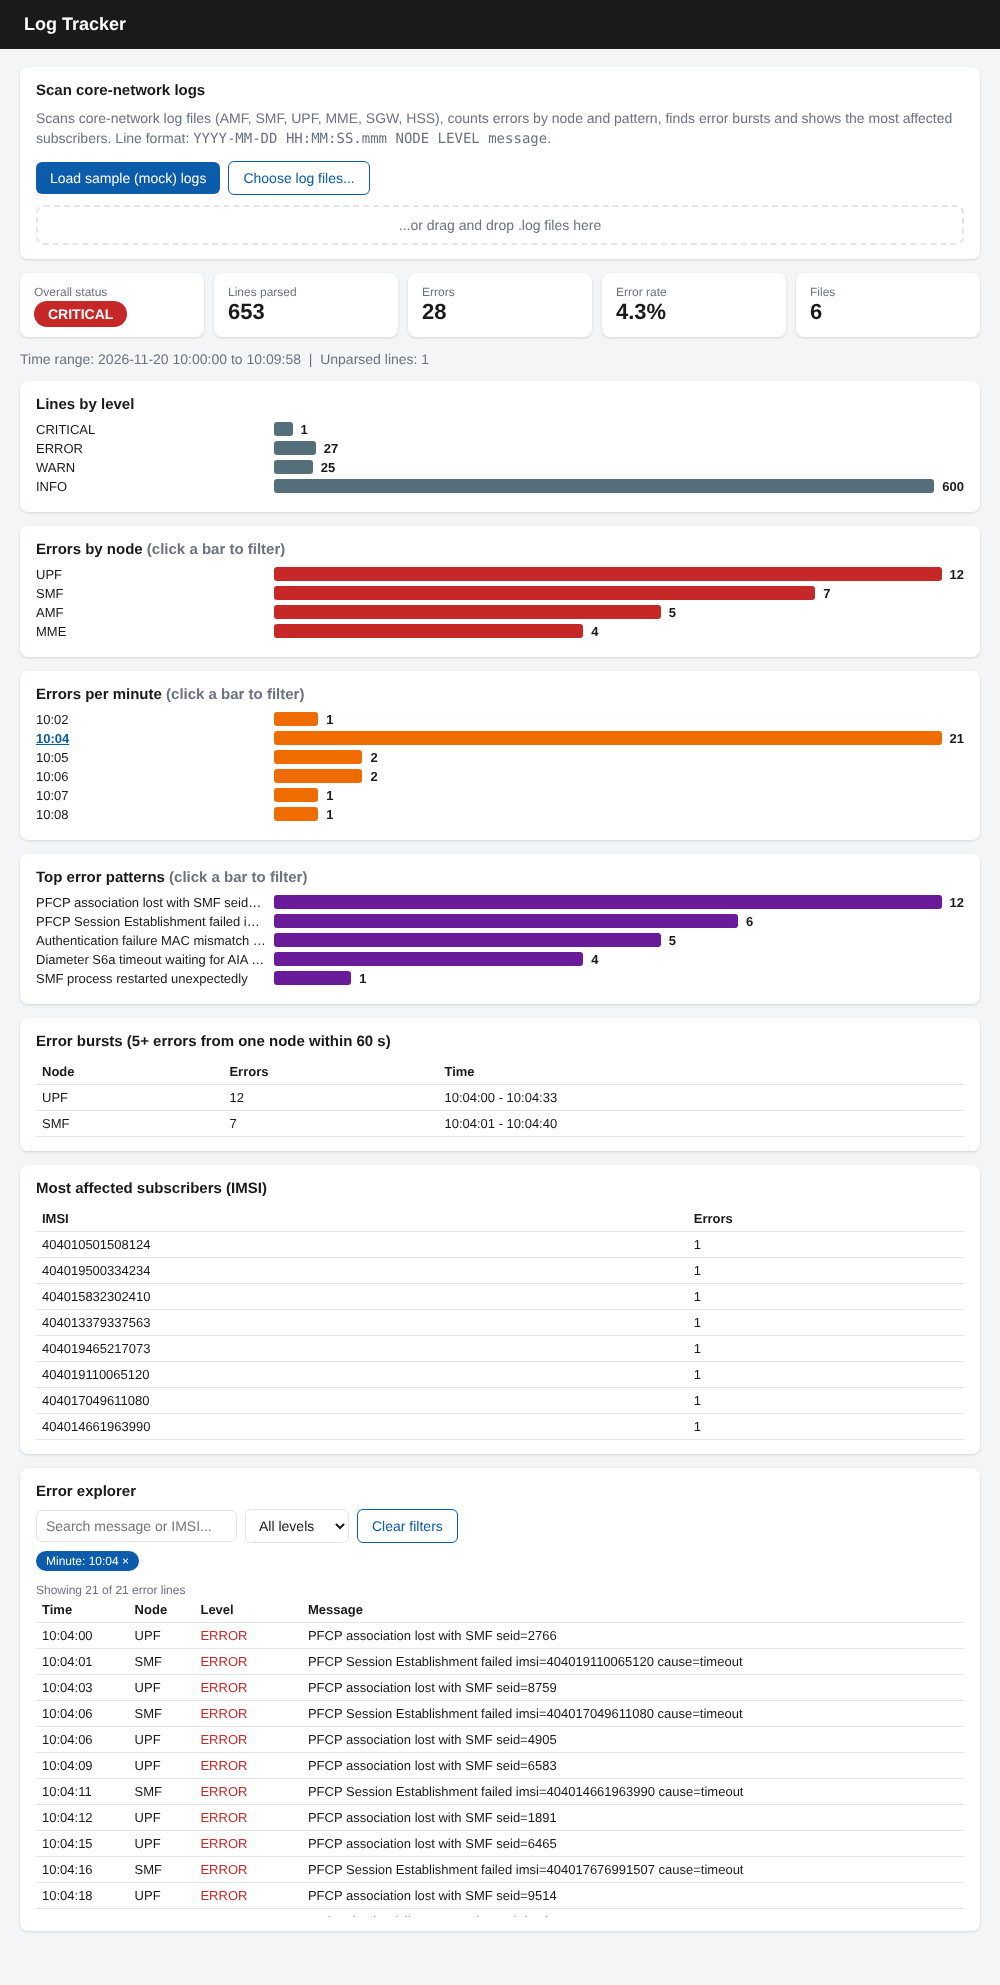 Log Tracker
Scan core-network logs
Scans core-network log files (AMF, SMF, UPF, MME, SGW, HSS), counts errors by node and pattern, finds error bursts and shows the most affected
subscribers. Line format: YYYY-MM-DD HH:MM:SS.mmm NODE LEVEL message.
Load sample (mock) logs Choose log files...
...or drag and drop .log files here
Overall status Lines parsed Errors Error rate Files
CRITICAL 653 28 4.3% 6
Time range: 2026-11-20 10:00:00 to 10:09:58 | Unparsed lines: 1
Lines by level
CRITICAL 1
ERROR 27
WARN 25
INFO 600
Errors by node (click a bar to filter)
UPF 12
SMF 7
AMF 5
MME 4
Errors per minute (click a bar to filter)
10:02 1
10:04 21
10:05 2
10:06 2
10:07 1
10:08 1
Top error patterns (click a bar to filter)
PFCP association lost with SMF seid... 12
PFCP Session Establishment failed i... 6
Authentication failure MAC mismatch ... 5
Diameter S6a timeout waiting for AIA ... 4
SMF process restarted unexpectedly 1
Error bursts (5+ errors from one node within 60 s)
Node Errors Time
UPF 12 10:04:00 - 10:04:33
SMF 7 10:04:01 - 10:04:40
Most affected subscribers (IMSI)
IMSI Errors
404010501508124 1
404019500334234 1
404015832302410 1
404013379337563 1
404019465217073 1
404019110065120 1
404017049611080 1
404014661963990 1
Error explorer
Search message or IMSI... All levels Clear filters
Minute: 10:04 ×
Showing 21 of 21 error lines
Time Node Level Message
10:04:00 UPF ERROR PFCP association lost with SMF seid=2766
10:04:01 SMF ERROR PFCP Session Establishment failed imsi=404019110065120 cause=timeout
10:04:03 UPF ERROR PFCP association lost with SMF seid=8759
10:04:06 SMF ERROR PFCP Session Establishment failed imsi=404017049611080 cause=timeout
10:04:06 UPF ERROR PFCP association lost with SMF seid=4905
10:04:09 UPF ERROR PFCP association lost with SMF seid=6583
10:04:11 SMF ERROR PFCP Session Establishment failed imsi=404014661963990 cause=timeout
10:04:12 UPF ERROR PFCP association lost with SMF seid=1891
10:04:15 UPF ERROR PFCP association lost with SMF seid=6465
10:04:16 SMF ERROR PFCP Session Establishment failed imsi=404017676991507 cause=timeout
10:04:18 UPF ERROR PFCP association lost with SMF seid=9514